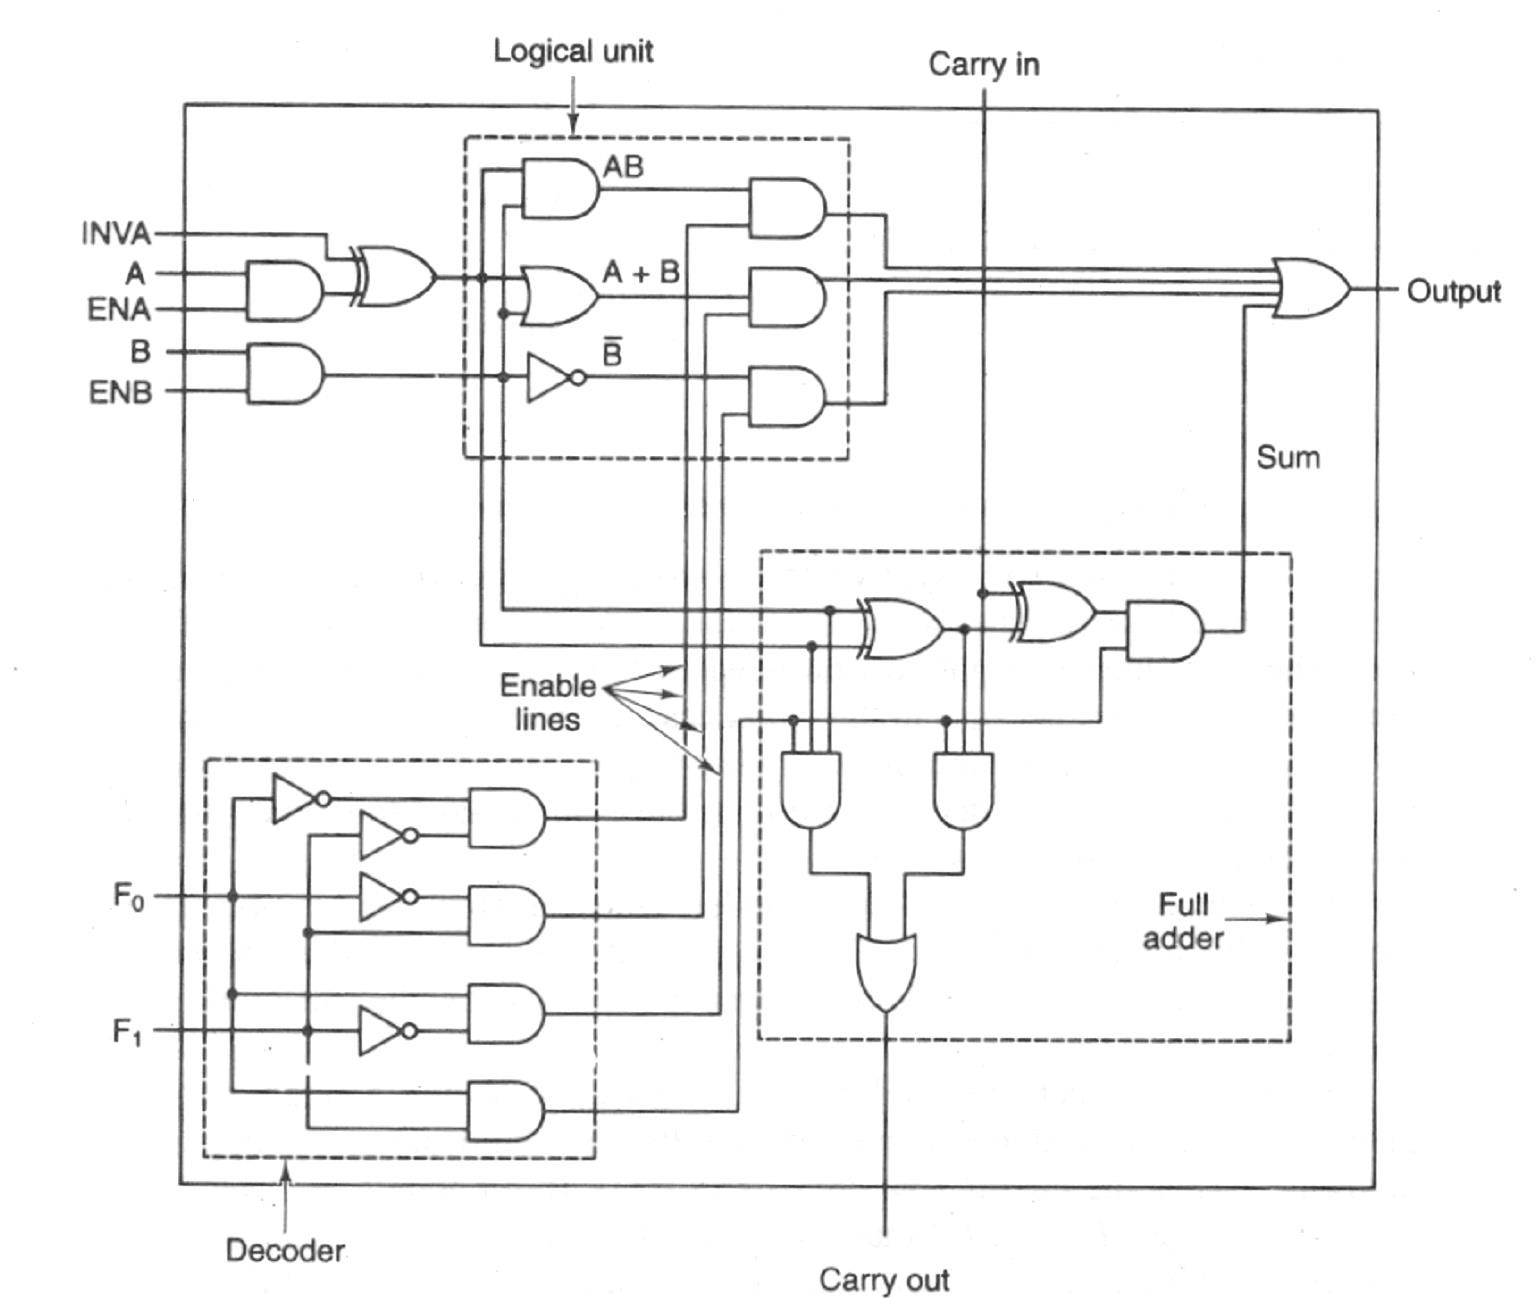 Logical unit
Carry in
AB
INVA
A
ENA
A + B
Output
B
B̅
ENB
Sum
Enable
lines
F₀
Full
adder
F₁
Decoder
Carry out